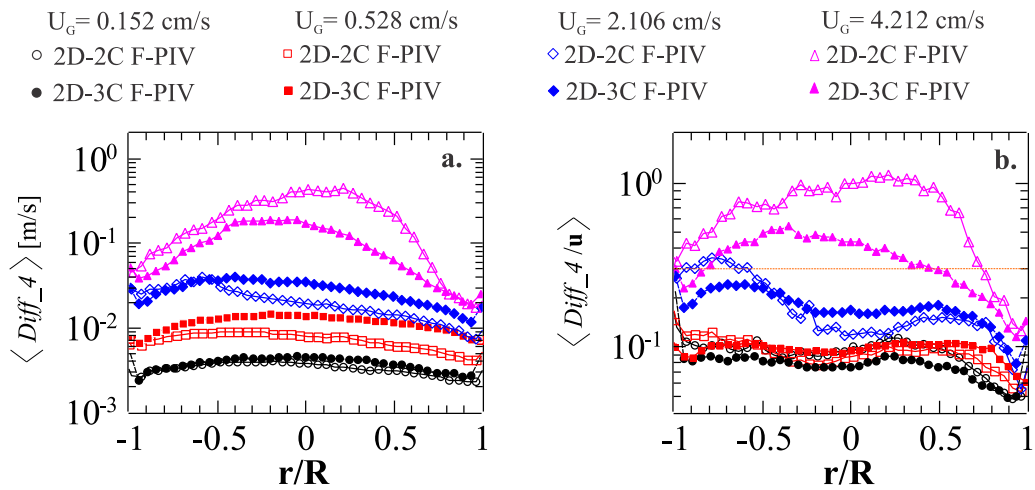 U_G= 0.152 cm/s U_G= 0.528 cm/s U_G= 2.106 cm/s U_G= 4.212 cm/s
2D-2C F-PIV 2D-2C F-PIV 2D-2C F-PIV 2D-2C F-PIV
2D-3C F-PIV 2D-3C F-PIV 2D-3C F-PIV 2D-3C F-PIV
a.
⟨Diff_4⟩ [m/s]
10^0
10^-1
10^-2
10^-3
-1 -0.5 0 0.5 1
r/R
b.
⟨Diff_4 /u⟩
10^0
10^-1
-1 -0.5 0 0.5 1
r/R